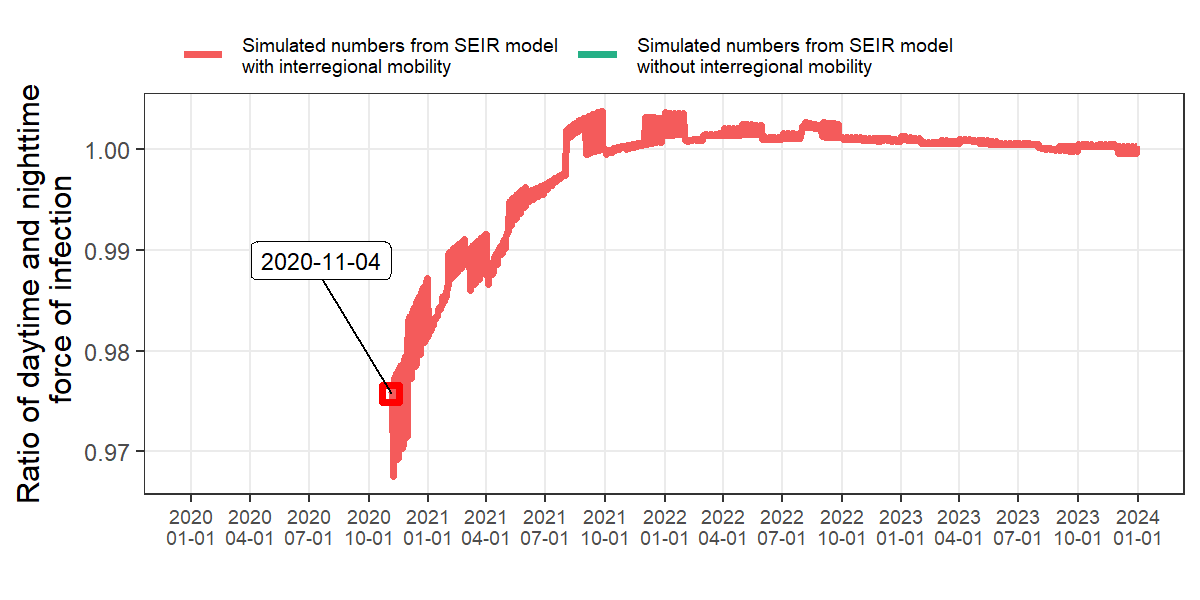 Simulated numbers from SEIR model
with interregional mobility
Simulated numbers from SEIR model
without interregional mobility
Ratio of daytime and nighttime
force of infection
1.00
0.99
0.98
0.97
2020-11-04
2020 2020 2020 2020 2021 2021 2021 2021 2022 2022 2022 2022 2023 2023 2023 2023 2024
01-01 04-01 07-01 10-01 01-01 04-01 07-01 10-01 01-01 04-01 07-01 10-01 01-01 04-01 07-01 10-01 01-01